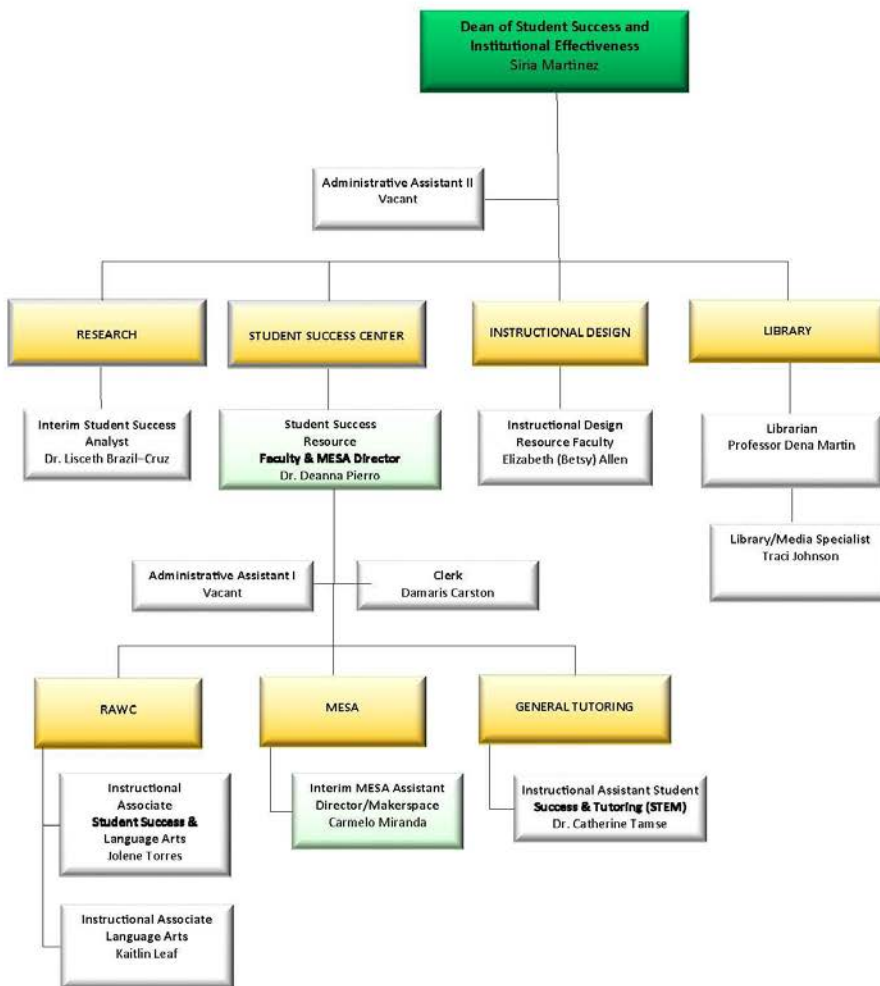 Dean of Student Success and
Institutional Effectiveness
Siria Martinez
Administrative Assistant II
Vacant
RESEARCH
STUDENT SUCCESS CENTER
INSTRUCTIONAL DESIGN
LIBRARY
Interim Student Success
Analyst
Dr. Lisceth Brazil–Cruz
Student Success
Resource
Faculty & MESA Director
Dr. Deanna Pierro
Instructional Design
Resource Faculty
Elizabeth (Betsy) Allen
Librarian
Professor Dena Martin
Library/Media Specialist
Traci Johnson
Administrative Assistant I
Vacant
Clerk
Damaris Carston
RAWC
MESA
GENERAL TUTORING
Instructional
Associate
Student Success &
Language Arts
Jolene Torres
Interim MESA Assistant
Director/Makerspace
Carmelo Miranda
Instructional Assistant Student
Success & Tutoring (STEM)
Dr. Catherine Tamse
Instructional Associate
Language Arts
Kaitlin Leaf